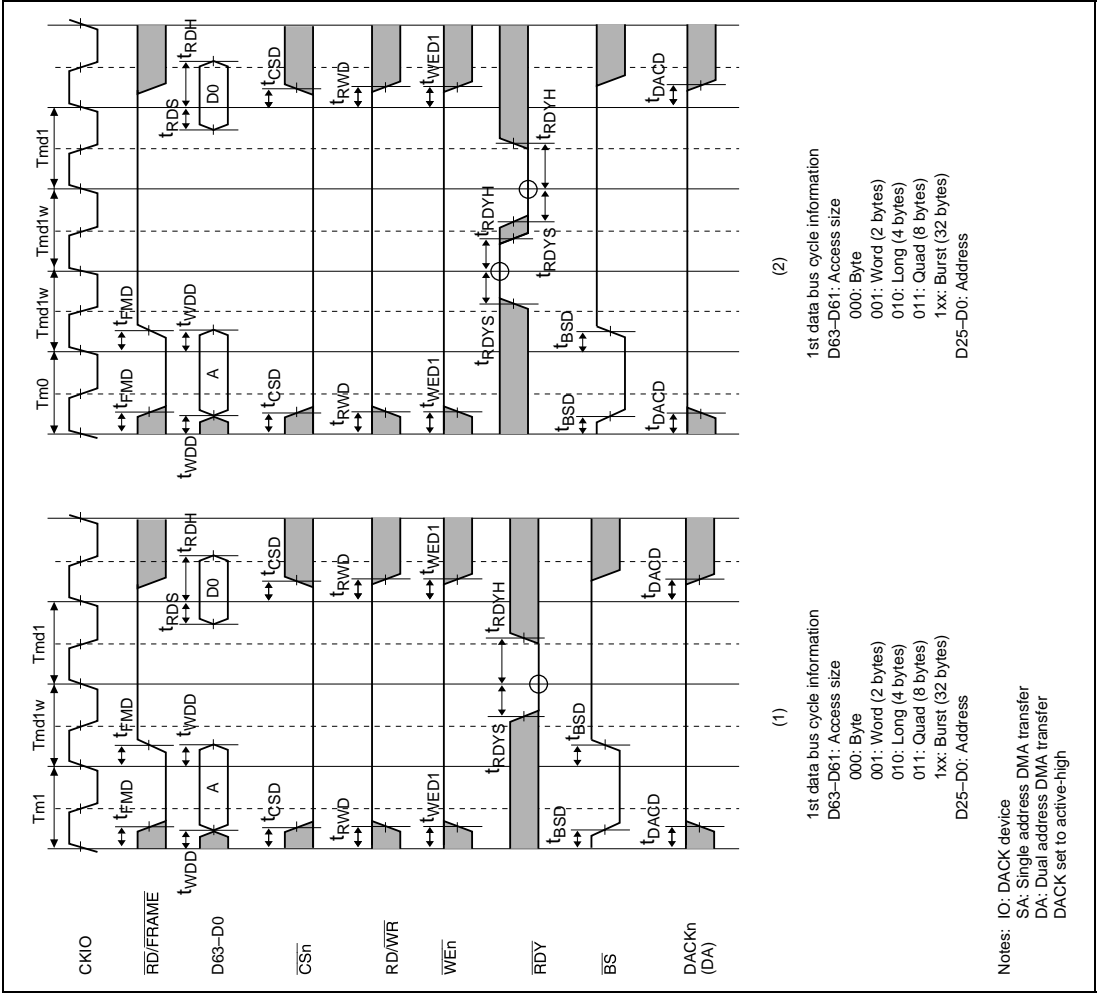 Tm1
Tmd1w
Tmd1
Tm0
Tmd1w
Tmd1w
Tmd1
CKIO
RD/FRAME
tFMD
tFMD
tFMD
tFMD
D63–D0
tWDD
A
tWDD
tRDS
D0
tRDH
tWDD
A
tWDD
tRDS
D0
tRDH
CSn
tCSD
tCSD
tCSD
tCSD
RD/WR
tRWD
tRWD
tRWD
tRWD
WEn
tWED1
tWED1
tWED1
tWED1
RDY
tRDYS
tRDYH
tRDYS
tRDYH
tRDYS
tRDYH
BS
tBSD
tBSD
tBSD
tBSD
DACKn
(DA)
tDACD
tDACD
tDACD
tDACD
(1)
1st data bus cycle information
D63–D61: Access size
000: Byte
001: Word (2 bytes)
010: Long (4 bytes)
011: Quad (8 bytes)
1xx: Burst (32 bytes)
D25–D0: Address
(2)
1st data bus cycle information
D63–D61: Access size
000: Byte
001: Word (2 bytes)
010: Long (4 bytes)
011: Quad (8 bytes)
1xx: Burst (32 bytes)
D25–D0: Address
Notes: IO: DACK device
SA: Single address DMA transfer
DA: Dual address DMA transfer
DACK set to active-high